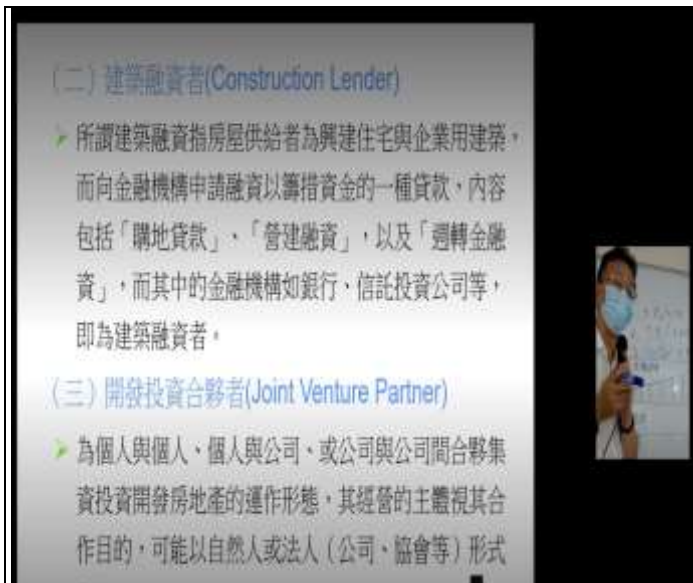 （二）建築融資者(Construction Lender)
所謂建築融資指房屋供給者為興建住宅與企業用建築，
而向金融機構申請融資以籌措資金的一種貸款，內容
包括「購地貸款」、「營建融資」，以及「週轉金融
資」，而其中的金融機構如銀行、信託投資公司等，
即為建築融資者。
（三）開發投資合夥者(Joint Venture Partner)
為個人與個人、個人與公司、或公司與公司間合夥集
資投資開發房地產的運作形態，其經營的主體視其合
作目的，可能以自然人或法人（公司、協會等）形式